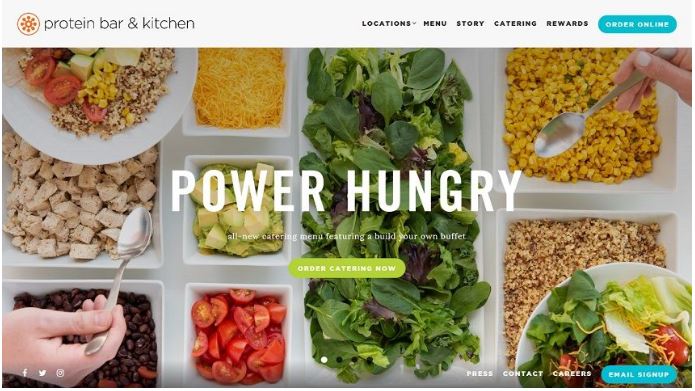 protein bar & kitchen
LOCATIONS MENU STORY CATERING REWARDS ORDER ONLINE
POWER HUNGRY
all-new catering menu featuring a build your own buffet
ORDER CATERING NOW
PRESS CONTACT CAREERS EMAIL SIGNUP